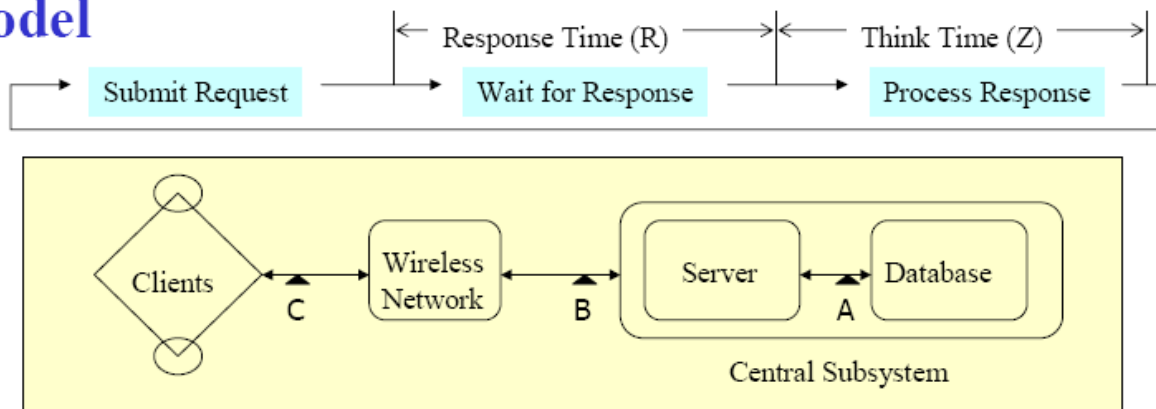 odel
Response Time (R) Think Time (Z)
Submit Request Wait for Response Process Response
Clients
Wireless
Network
Server
Database
C
B
A
Central Subsystem